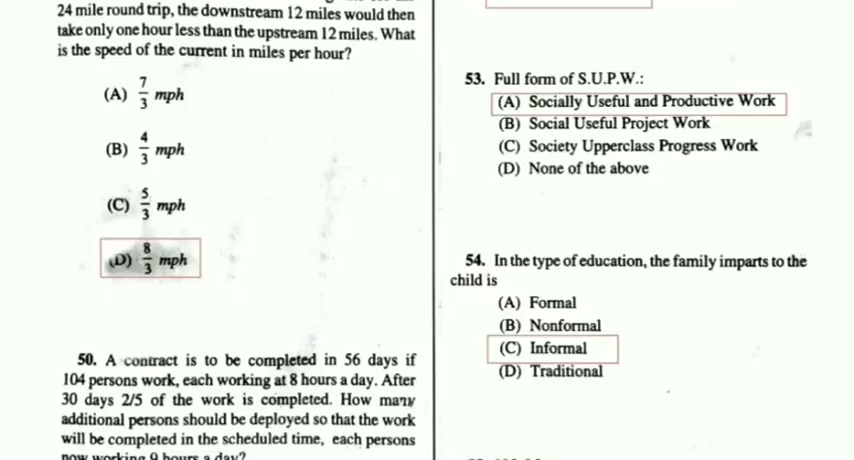 24 mile round trip, the downstream 12 miles would then
take only one hour less than the upstream 12 miles. What
is the speed of the current in miles per hour?
(A) 7/3 mph
(B) 4/3 mph
(C) 5/3 mph
(D) 8/3 mph
50. A contract is to be completed in 56 days if
104 persons work, each working at 8 hours a day. After
30 days 2/5 of the work is completed. How many
additional persons should be deployed so that the work
will be completed in the scheduled time, each persons
now working 9 hours a day?
53. Full form of S.U.P.W.:
(A) Socially Useful and Productive Work
(B) Social Useful Project Work
(C) Society Upperclass Progress Work
(D) None of the above
54. In the type of education, the family imparts to the
child is
(A) Formal
(B) Nonformal
(C) Informal
(D) Traditional